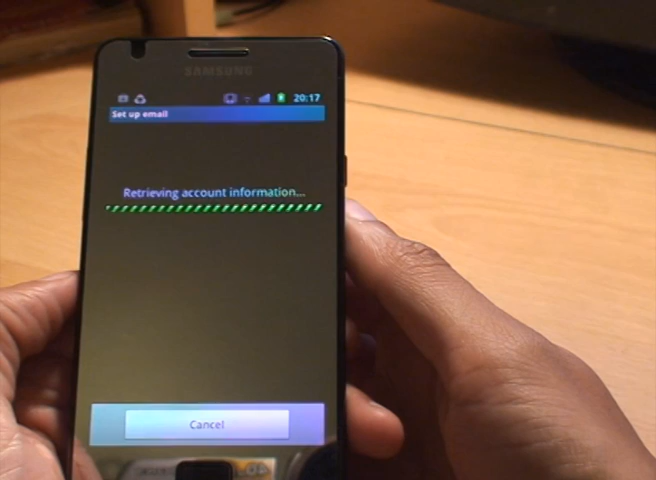 SAMSUNG
20:17
Set up email
Retrieving account information...
Cancel